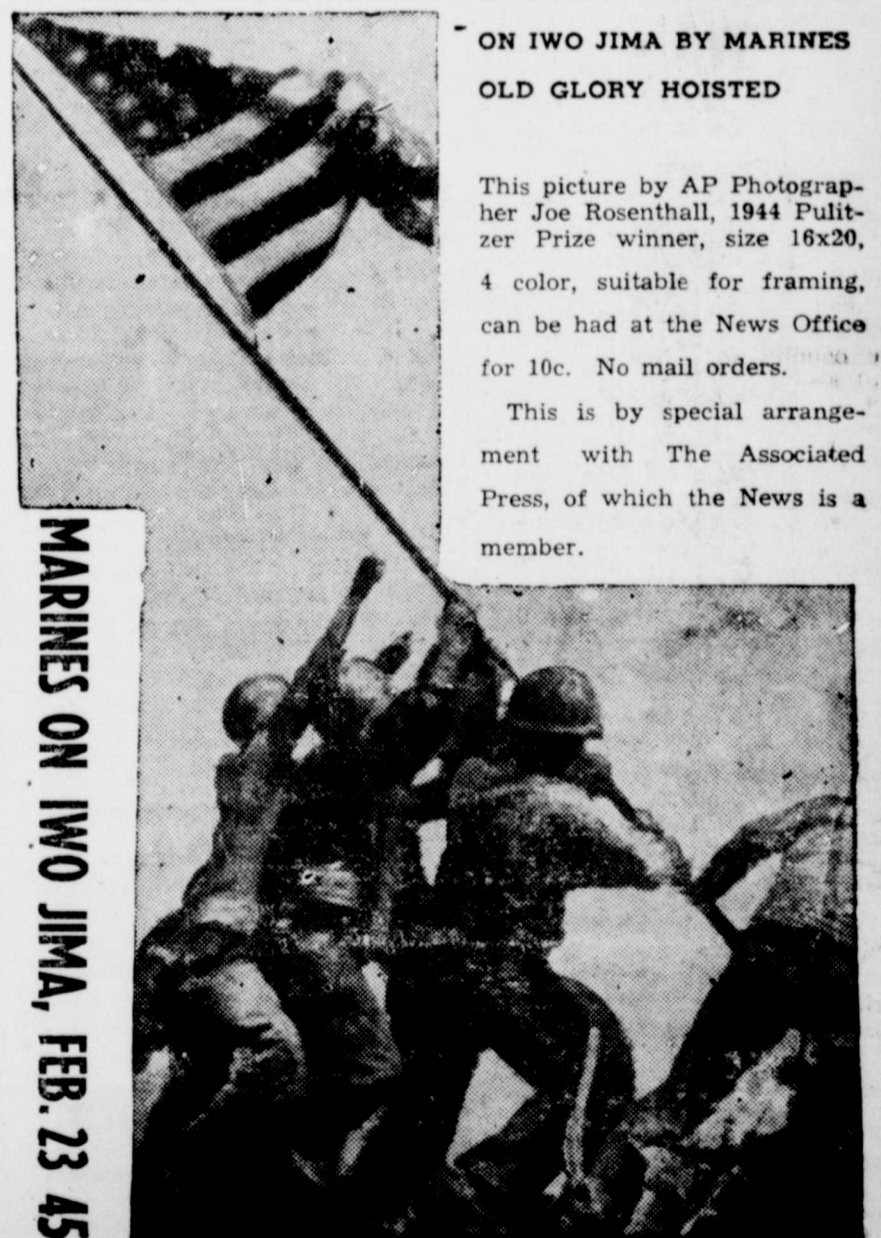 ON IWO JIMA BY MARINES
OLD GLORY HOISTED
This picture by AP Photograp-
her Joe Rosenthall, 1944 Pulit-
zer Prize winner, size 16x20,
4 color, suitable for framing,
can be had at the News Office
for 10c. No mail orders.
This is by special arrange-
ment with The Associated
Press, of which the News is a
member.
MARINES ON IWO JIMA, FEB. 23 45